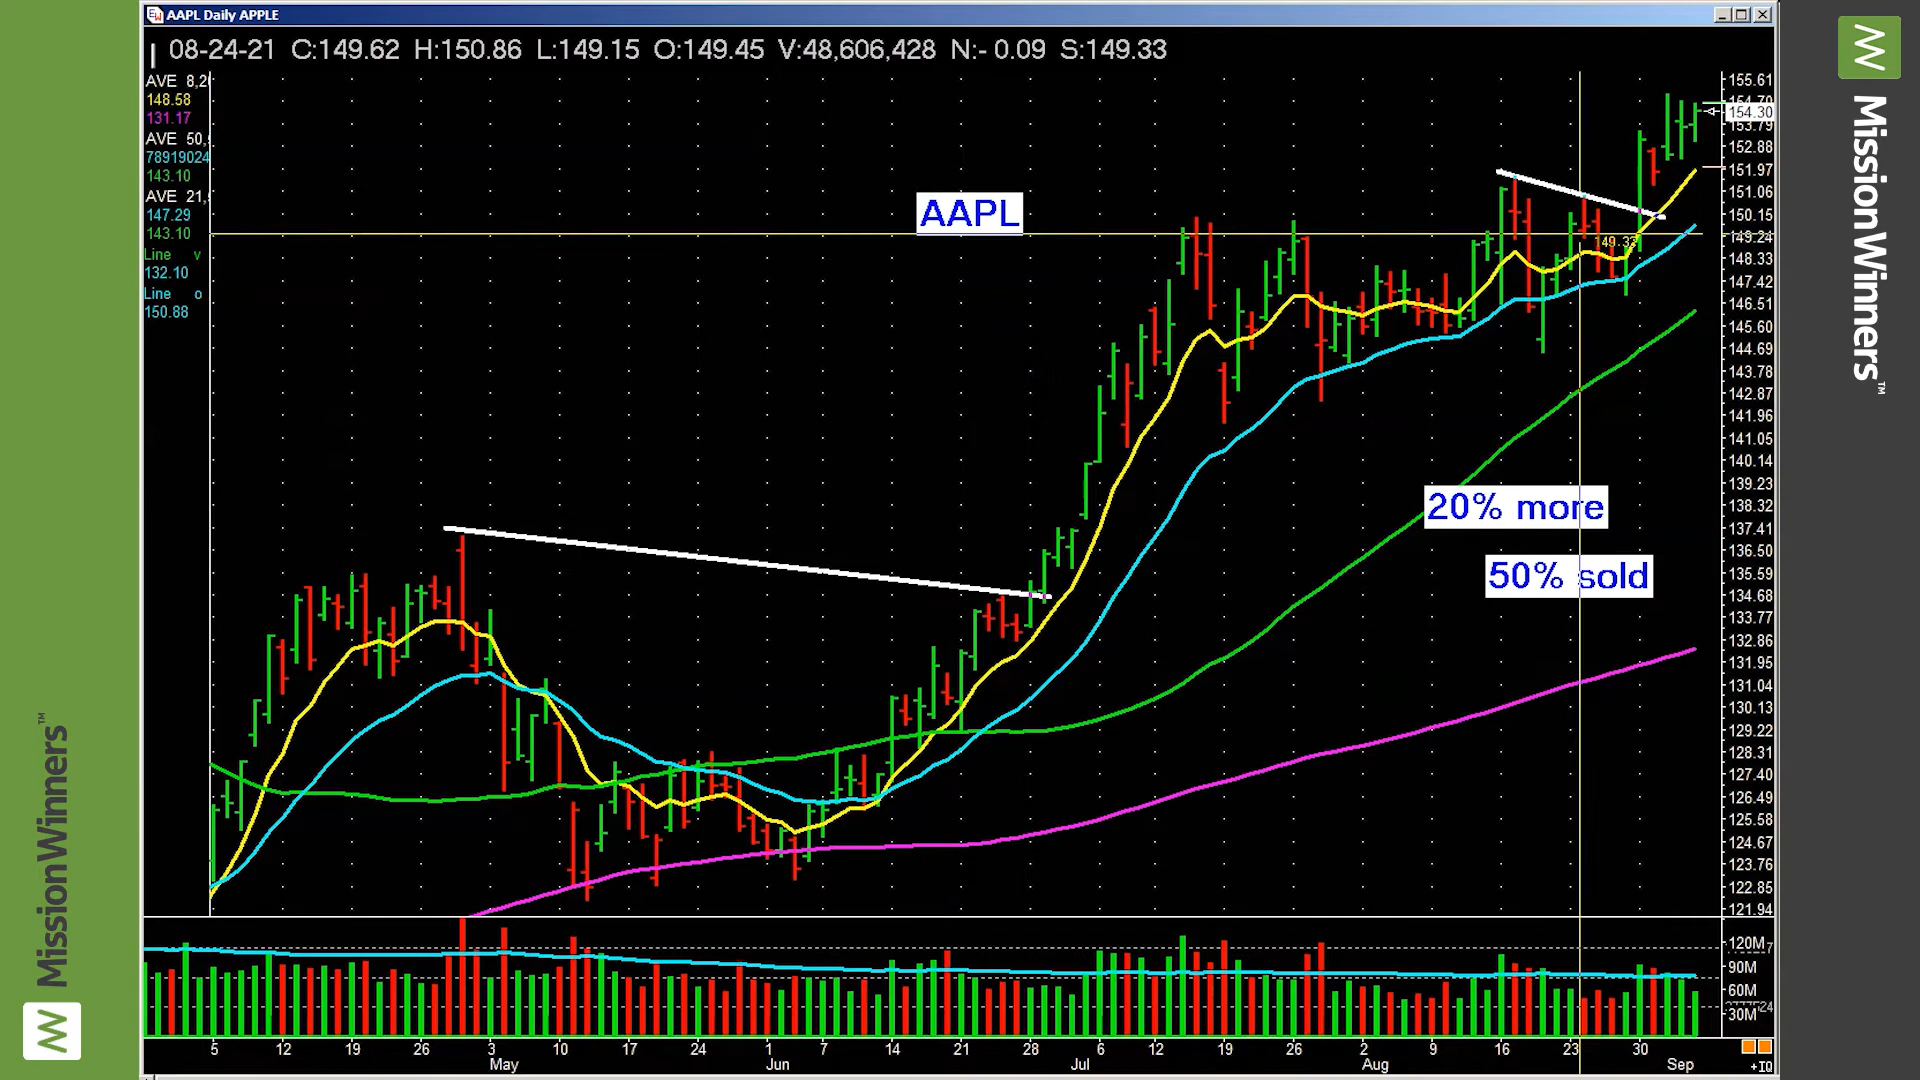 AAPL Daily APPLE
08-24-21 C:149.62 H:150.86 L:149.15 O:149.45 V:48,606,428 N:- 0.09 S:149.33
AVE 8,2
148.58
131.17
AVE 50,
78919024
143.10
AVE 21,
147.29
143.10
Line v
132.10
Line o
150.88
AAPL
149.33
20% more
50% sold
155.61
154.70
154.30
153.79
152.88
151.97
151.06
150.15
149.24
148.33
147.42
146.51
145.60
144.69
143.78
142.87
141.96
141.05
140.14
139.23
138.32
137.41
136.50
135.59
134.68
133.77
132.86
131.95
131.04
130.13
129.22
128.31
127.40
126.49
125.58
124.67
123.76
122.85
121.94
120M
90M
60M
30M
5 12 19 26 3 10 17 24 1 7 14 21 28 6 12 19 26 2 9 16 23 30
May Jun Jul Aug Sep
+IQ
MissionWinners™
MissionWinners™